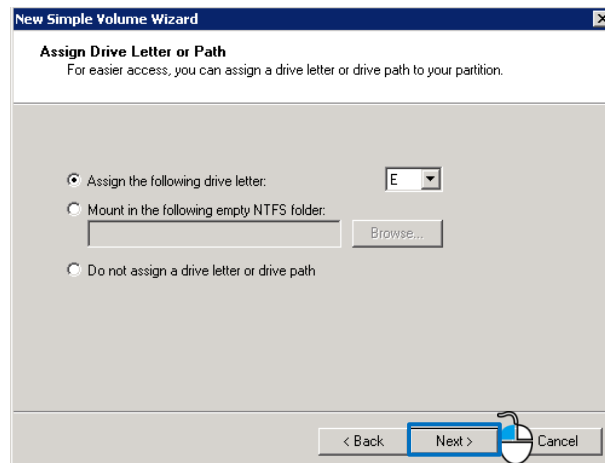 New Simple Volume Wizard
Assign Drive Letter or Path
For easier access, you can assign a drive letter or drive path to your partition.
Assign the following drive letter: E
Mount in the following empty NTFS folder:
Browse...
Do not assign a drive letter or drive path
< Back Next > Cancel